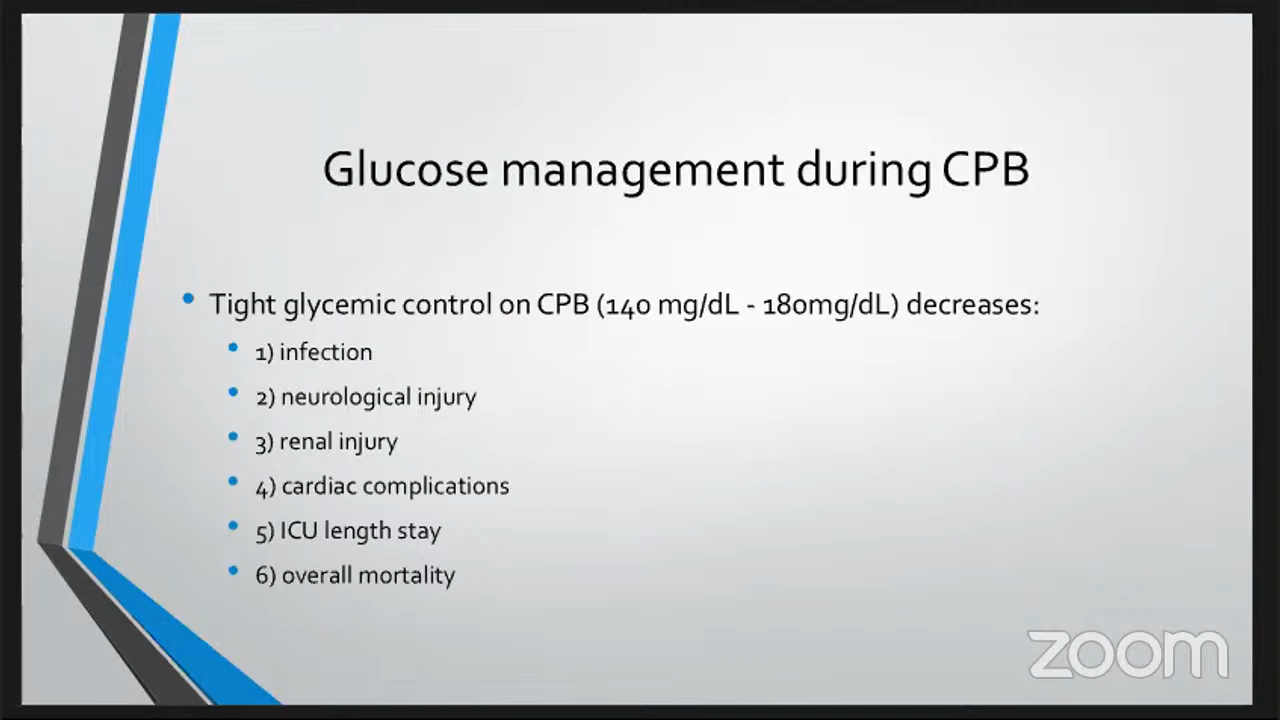 Glucose management during CPB
• Tight glycemic control on CPB (140 mg/dL - 180mg/dL) decreases:
• 1) infection
• 2) neurological injury
• 3) renal injury
• 4) cardiac complications
• 5) ICU length stay
• 6) overall mortality
zoom